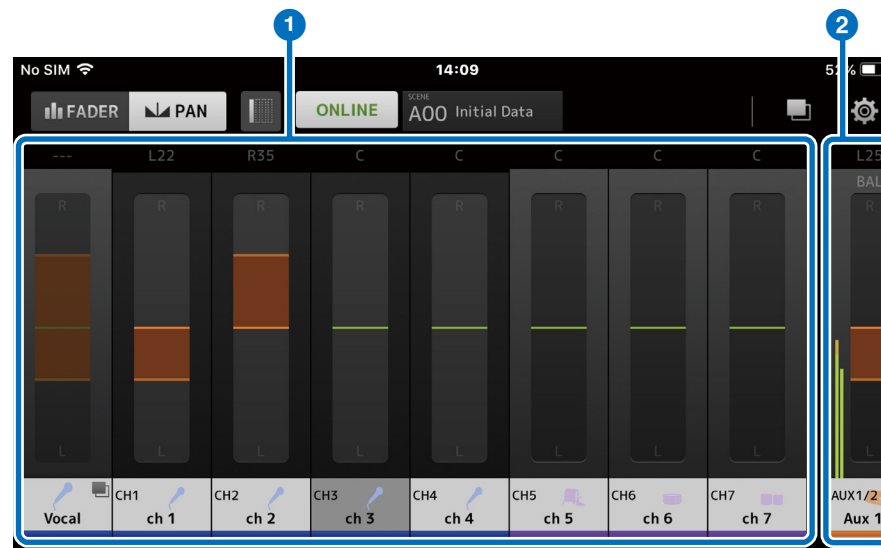 1 2
No SIM 14:09 52%
FADER PAN ONLINE SCENE A00 Initial Data
--- L22 R35 C C C C C L25
BAL
R R R R R R R R R
L L L L L L L L L
CH1 CH2 CH3 CH4 CH5 CH6 CH7 AUX1/2
Vocal ch 1 ch 2 ch 3 ch 4 ch 5 ch 6 ch 7 Aux 1